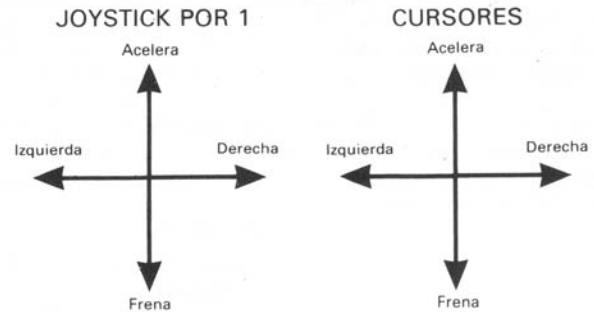 JOYSTICK POR 1
Acelera
Izquierda
Derecha
Frena
CURSORES
Acelera
Izquierda
Derecha
Frena